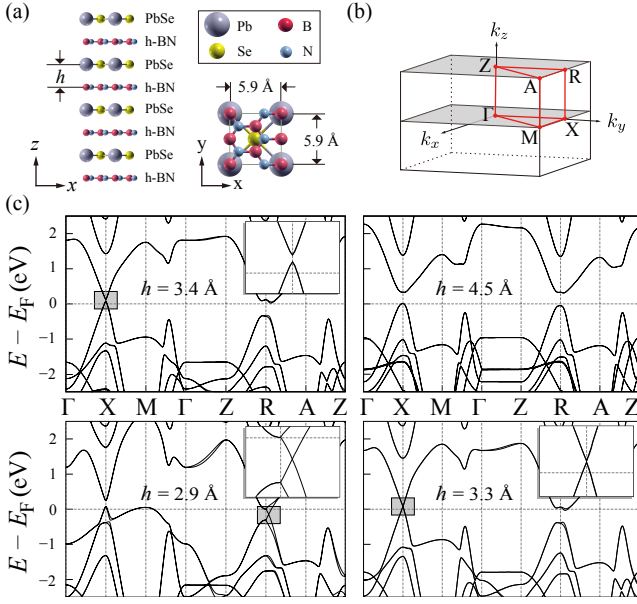 (a)
PbSe
h-BN
PbSe
h-BN
PbSe
h-BN
PbSe
h-BN
h
z
x
Pb B
Se N
5.9 Å
5.9 Å
y
x
(b)
k_z
Z
R
A
Γ
k_y
X
k_x
M
(c)
E − E_F (eV)
2
1
0
−1
−2
h = 3.4 Å
h = 4.5 Å
Γ X M Γ Z R A Z
Γ X M Γ Z R A Z
E − E_F (eV)
2
1
0
−1
−2
h = 2.9 Å
h = 3.3 Å